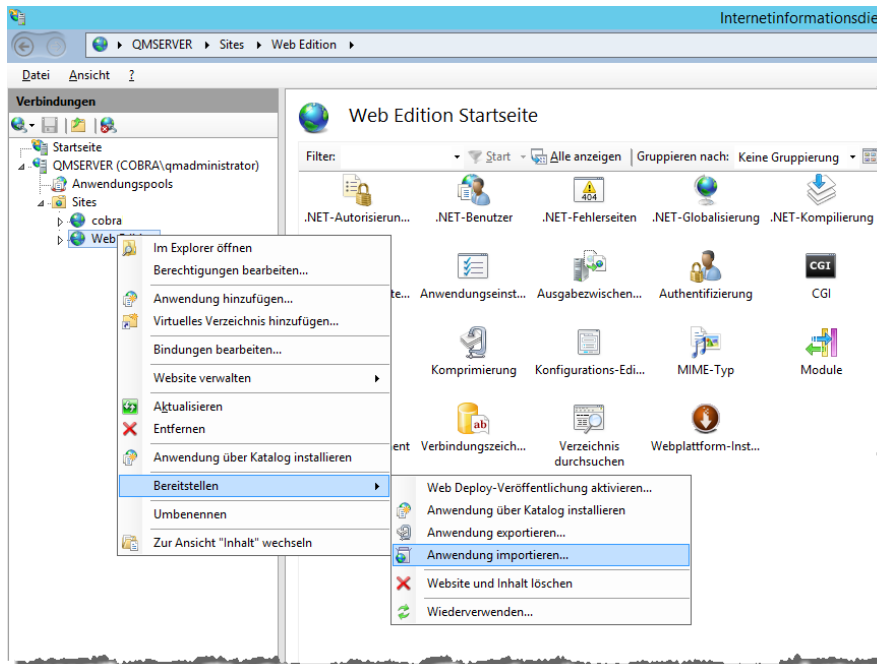 Internetinformationsdie
QMSERVER Sites Web Edition
Datei Ansicht ?
Verbindungen
Startseite
QMSERVER (COBRA\qmadministrator)
Anwendungspools
Sites
cobra
Web
Web Edition Startseite
Filter: Start Alle anzeigen Gruppieren nach: Keine Gruppierung
.NET-Autorisierun... .NET-Benutzer .NET-Fehlerseiten .NET-Globalisierung .NET-Kompilierung
te... Anwendungseinst... Ausgabezwischen... Authentifizierung CGI
Komprimierung Konfigurations-Edi... MIME-Typ Module
ent Verbindungszeich... Verzeichnis durchsuchen Webplattform-Inst...
404
CGI
ab
Im Explorer öffnen
Berechtigungen bearbeiten...
Anwendung hinzufügen...
Virtuelles Verzeichnis hinzufügen...
Bindungen bearbeiten...
Website verwalten
Aktualisieren
Entfernen
Anwendung über Katalog installieren
Bereitstellen
Umbenennen
Zur Ansicht "Inhalt" wechseln
Web Deploy-Veröffentlichung aktivieren...
Anwendung über Katalog installieren
Anwendung exportieren...
Anwendung importieren...
Website und Inhalt löschen
Wiederverwenden...